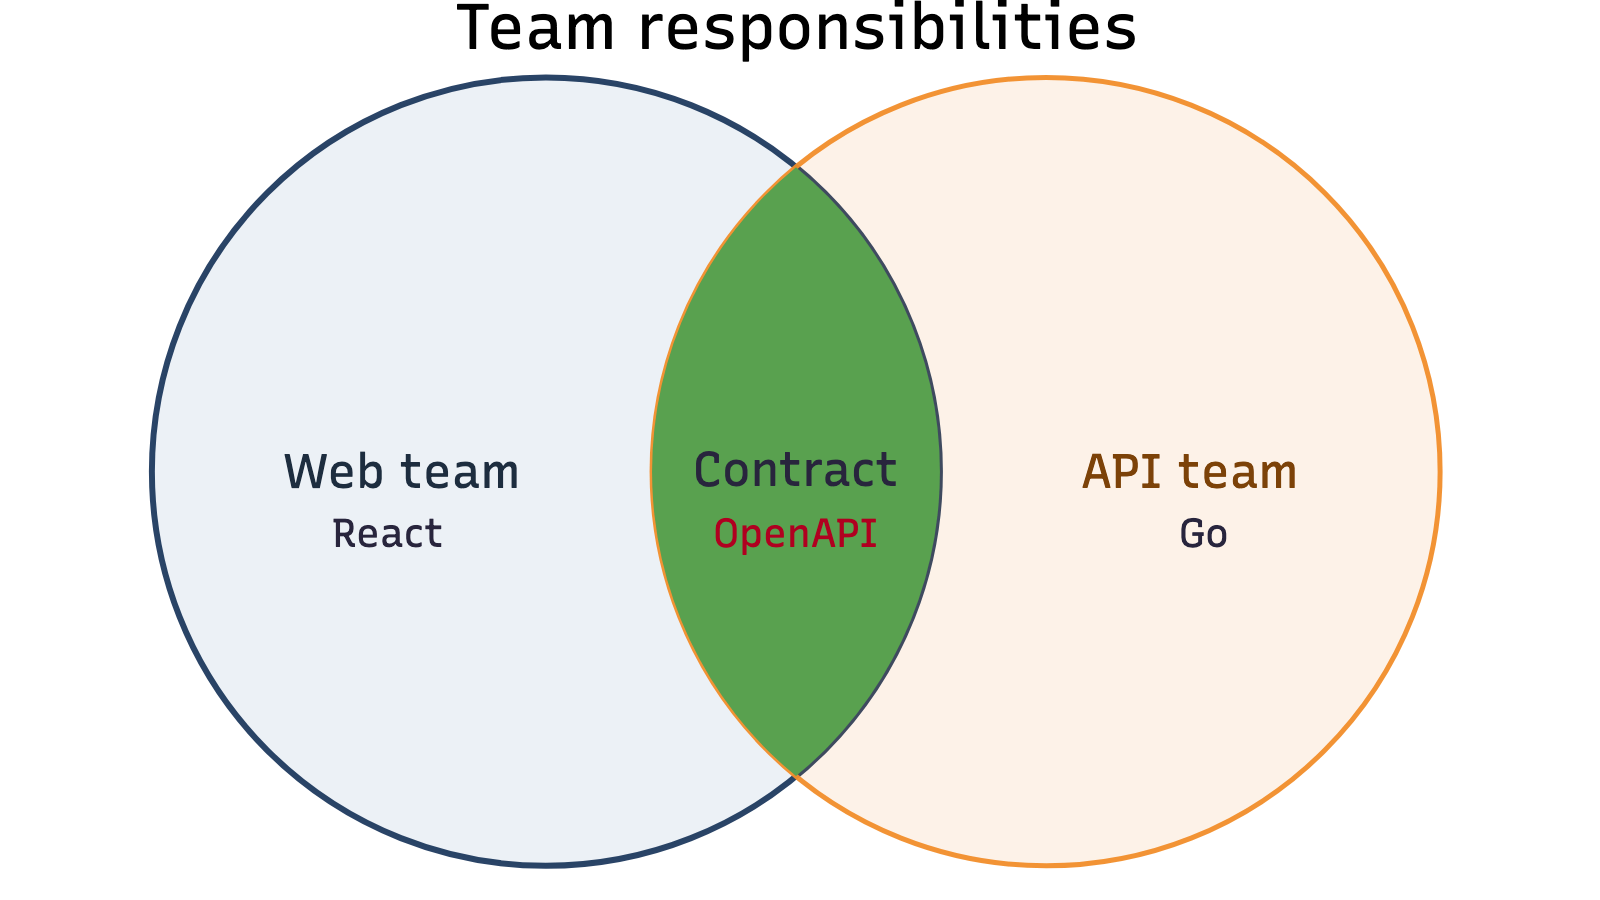 Team responsibilities
Web team
React
Contract
OpenAPI
API team
Go